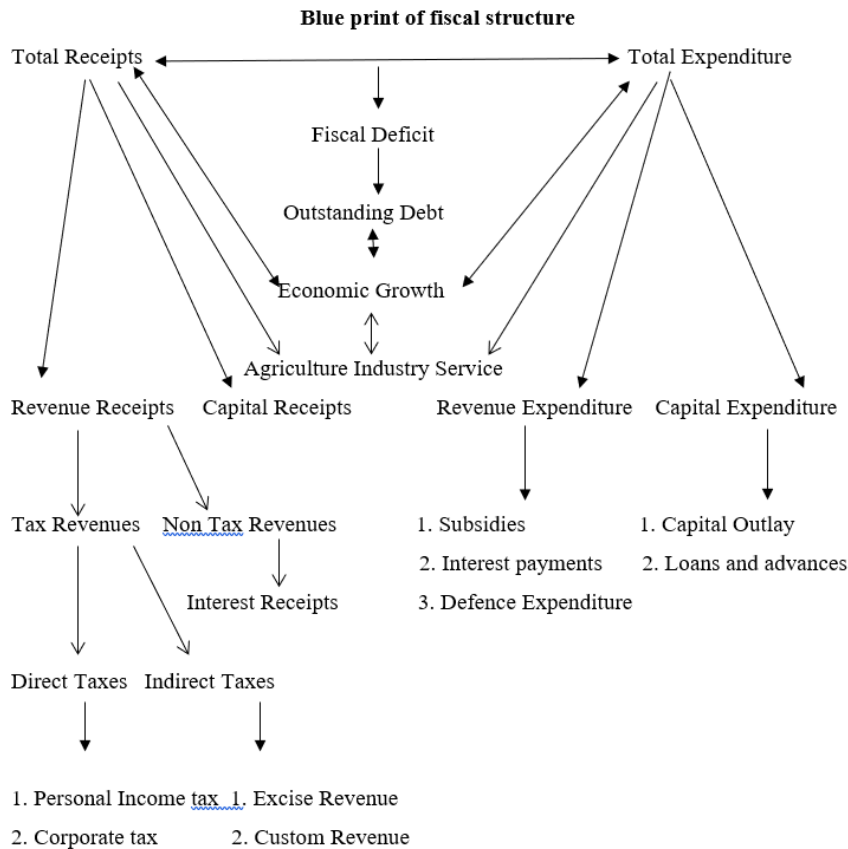 Blue print of fiscal structure
Total Receipts Total Expenditure
Fiscal Deficit
Outstanding Debt
Economic Growth
Agriculture Industry Service
Revenue Receipts Capital Receipts Revenue Expenditure Capital Expenditure
Tax Revenues Non Tax Revenues 1. Subsidies 1. Capital Outlay
2. Interest payments 2. Loans and advances
Interest Receipts 3. Defence Expenditure
Direct Taxes Indirect Taxes
1. Personal Income tax 1. Excise Revenue
2. Corporate tax 2. Custom Revenue